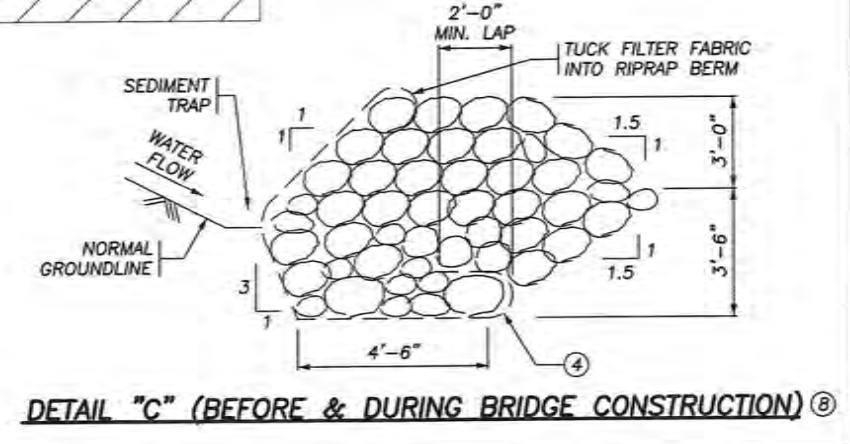 2'-0"
MIN. LAP
TUCK FILTER FABRIC
INTO RIPRAP BERM
SEDIMENT
TRAP
1
1
1.5
1
3'-0"
WATER
FLOW
NORMAL
GROUNDLINE
3
1
1
1.5
3'-6"
4'-6"
4
DETAIL "C" (BEFORE & DURING BRIDGE CONSTRUCTION) 8